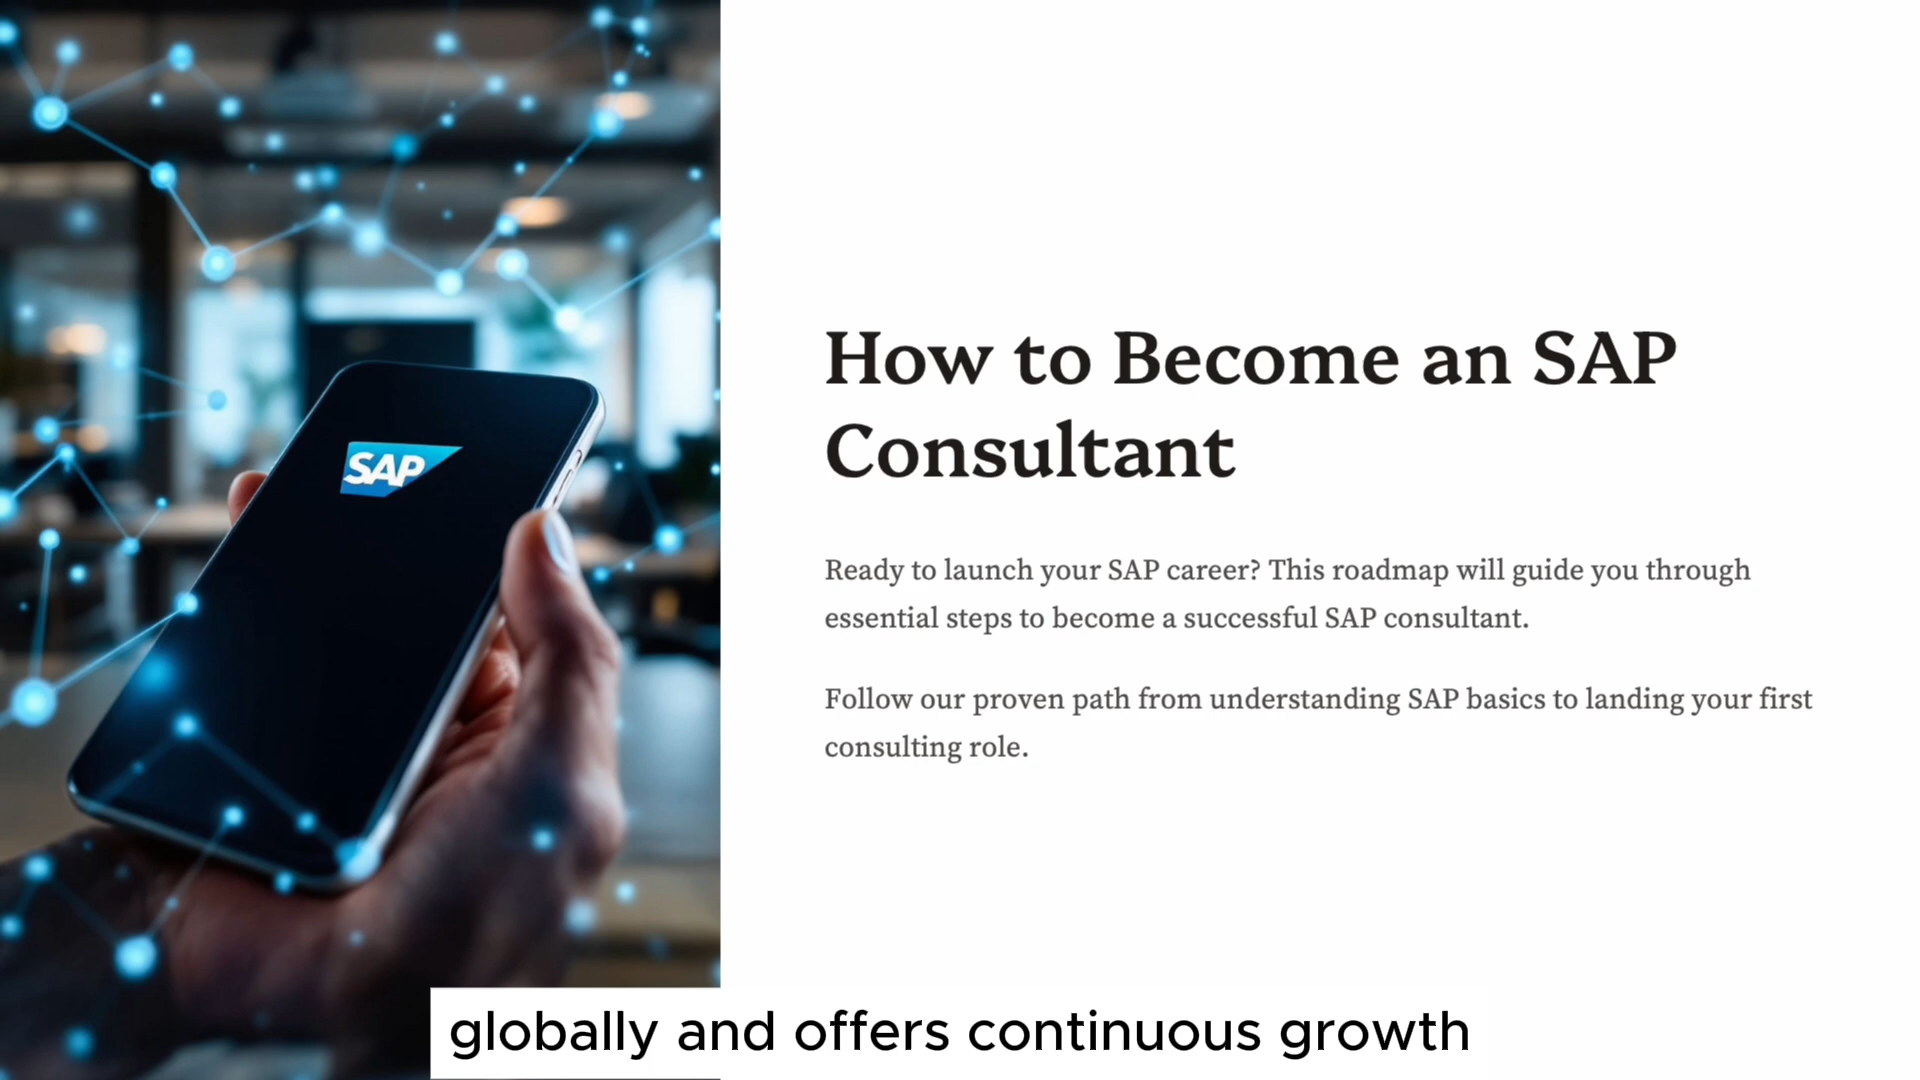 SAP
How to Become an SAP
Consultant
Ready to launch your SAP career? This roadmap will guide you through
essential steps to become a successful SAP consultant.
Follow our proven path from understanding SAP basics to landing your first
consulting role.
globally and offers continuous growth